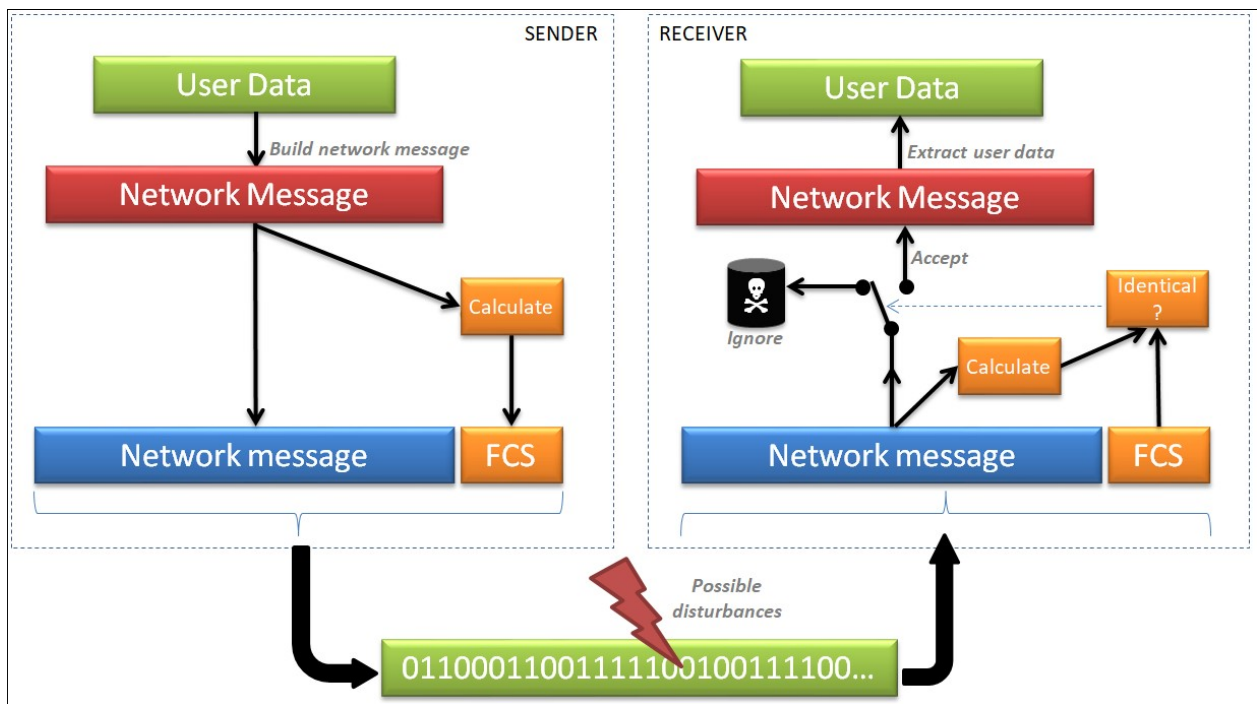 SENDER
User Data
Build network message
Network Message
Calculate
Network message
FCS
RECEIVER
User Data
Extract user data
Network Message
Accept
Ignore
Identical
?
Calculate
Network message
FCS
Possible
disturbances
01100011001111100100111100...